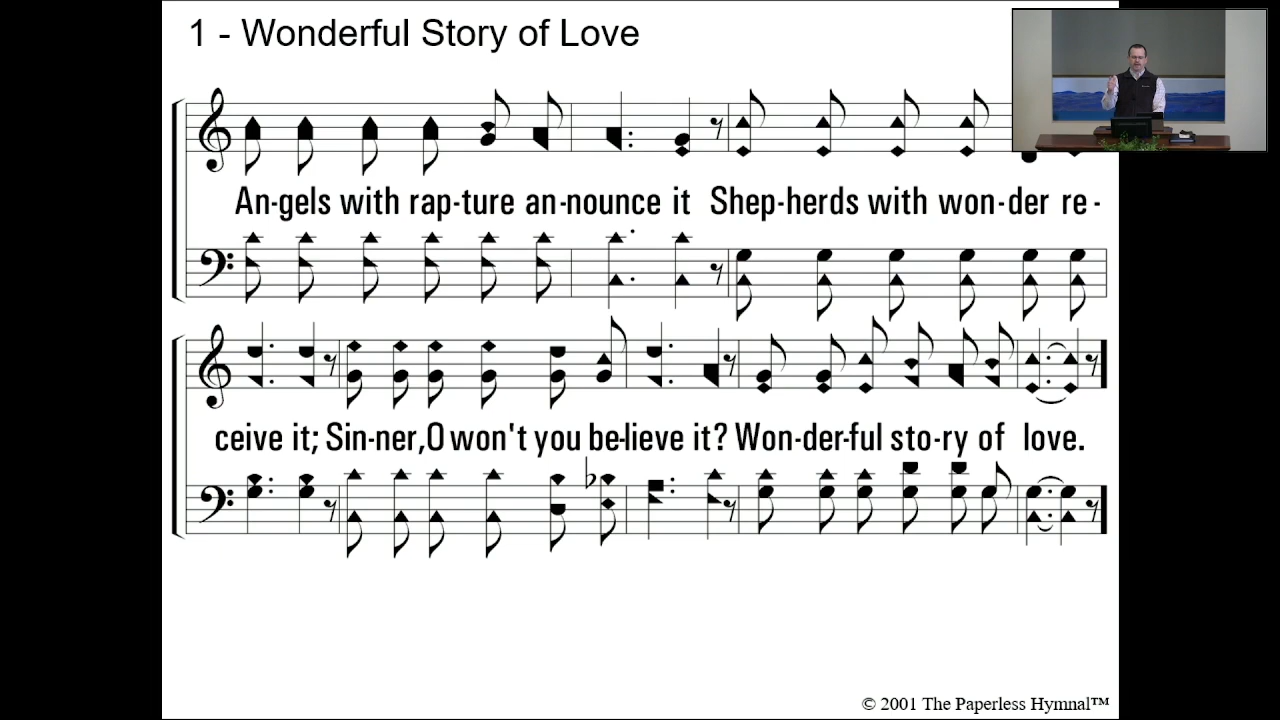 1 - Wonderful Story of Love
An-gels with rap-ture an-nounce it Shep-herds with won-der re-
ceive it; Sin-ner,O won't you be-lieve it? Won-der-ful sto-ry of love.
© 2001 The Paperless Hymnal™